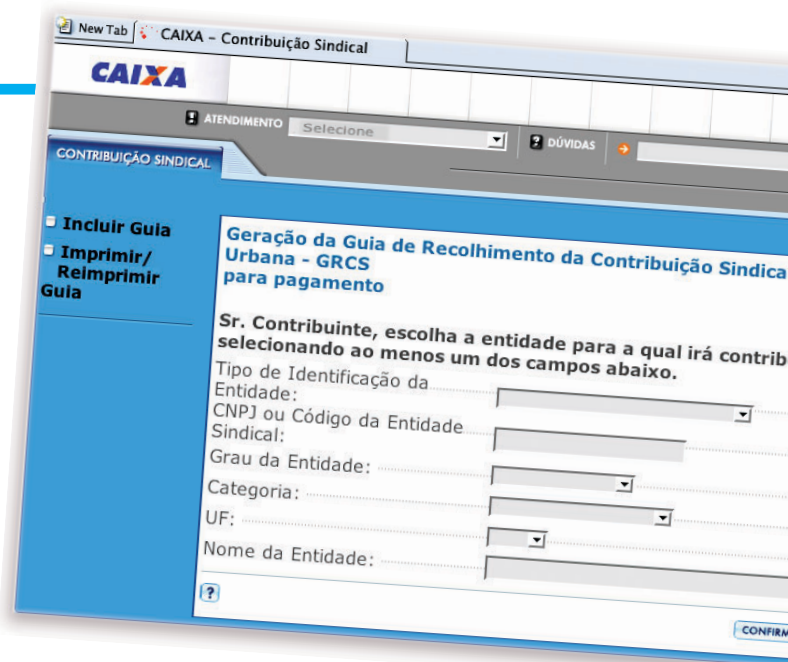 New Tab
CAIXA – Contribuição Sindical
CAIXA
ATENDIMENTO Selecione
? DÚVIDAS
CONTRIBUIÇÃO SINDICAL
Incluir Guia
Imprimir/
Reimprimir
Guia
Geração da Guia de Recolhimento da Contribuição Sindica
Urbana - GRCS
para pagamento
Sr. Contribuinte, escolha a entidade para a qual irá contrib
selecionando ao menos um dos campos abaixo.
Tipo de Identificação da
Entidade:
CNPJ ou Código da Entidade
Sindical:
Grau da Entidade:
Categoria:
UF:
Nome da Entidade:
?
CONFIRM